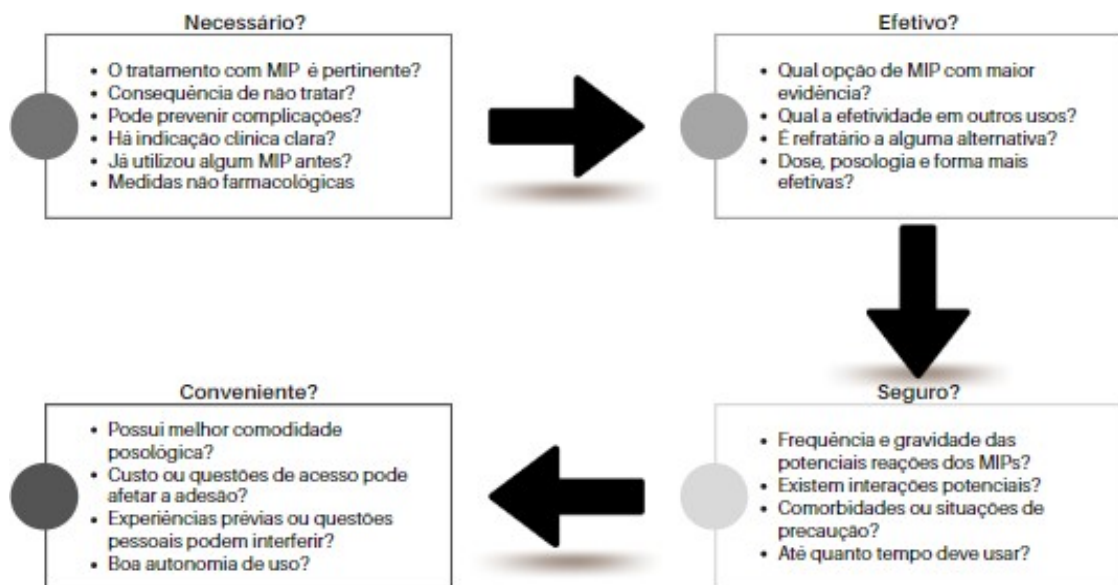 Necessário?
• O tratamento com MIP é pertinente?
• Consequência de não tratar?
• Pode prevenir complicações?
• Há indicação clínica clara?
• Já utilizou algum MIP antes?
• Medidas não farmacológicas
Efetivo?
• Qual opção de MIP com maior
evidência?
• Qual a efetividade em outros usos?
• É refratário a alguma alternativa?
• Dose, posologia e forma mais
efetivas?
Seguro?
• Frequência e gravidade das
potenciais reações dos MIPs?
• Existem interações potenciais?
• Comorbidades ou situações de
precaução?
• Até quanto tempo deve usar?
Conveniente?
• Possui melhor comodidade
posológica?
• Custo ou questões de acesso pode
afetar a adesão?
• Experiências prévias ou questões
pessoais podem interferir?
• Boa autonomia de uso?